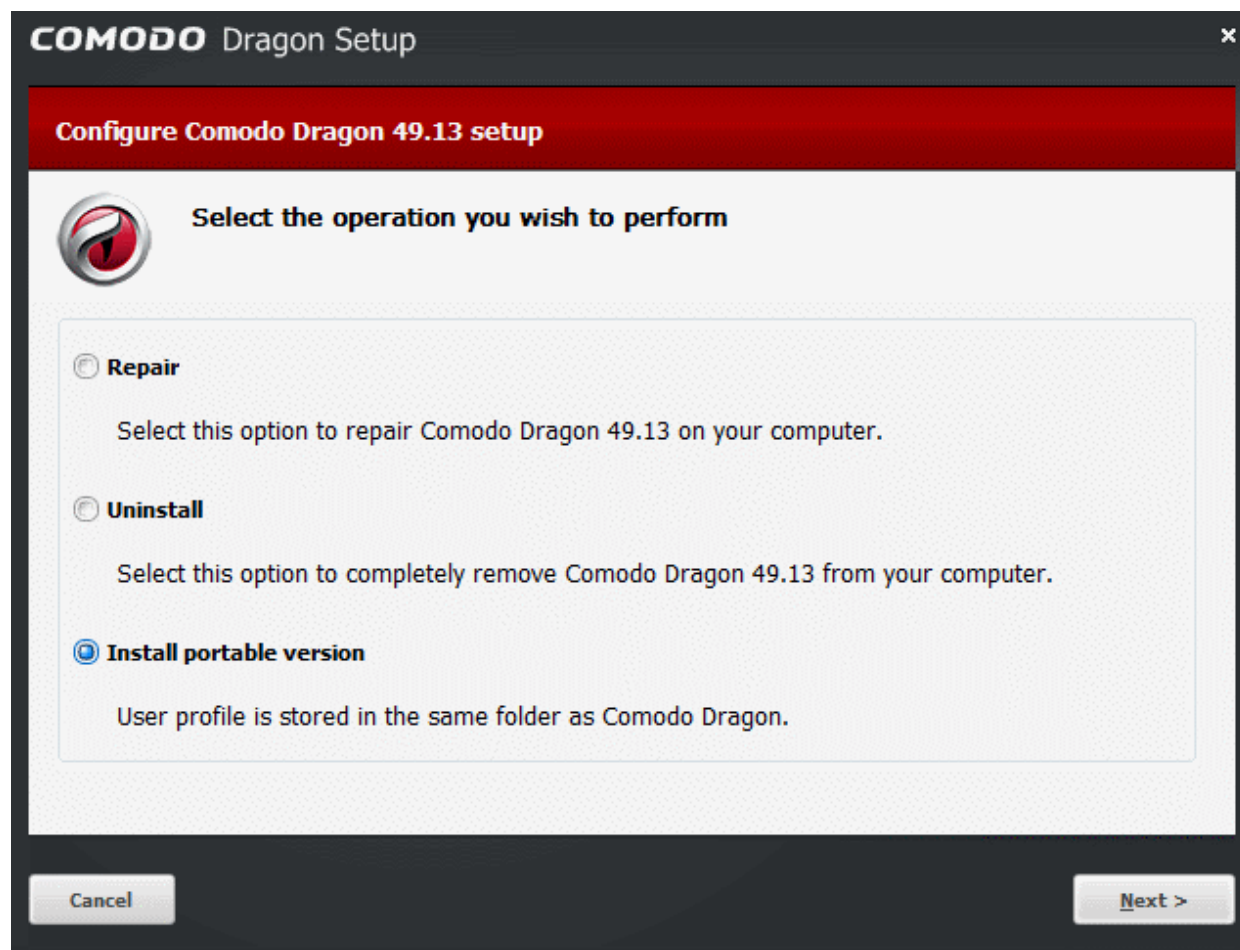 COMODO Dragon Setup
Configure Comodo Dragon 49.13 setup
Select the operation you wish to perform
Repair
Select this option to repair Comodo Dragon 49.13 on your computer.
Uninstall
Select this option to completely remove Comodo Dragon 49.13 from your computer.
Install portable version
User profile is stored in the same folder as Comodo Dragon.
Cancel
Next >